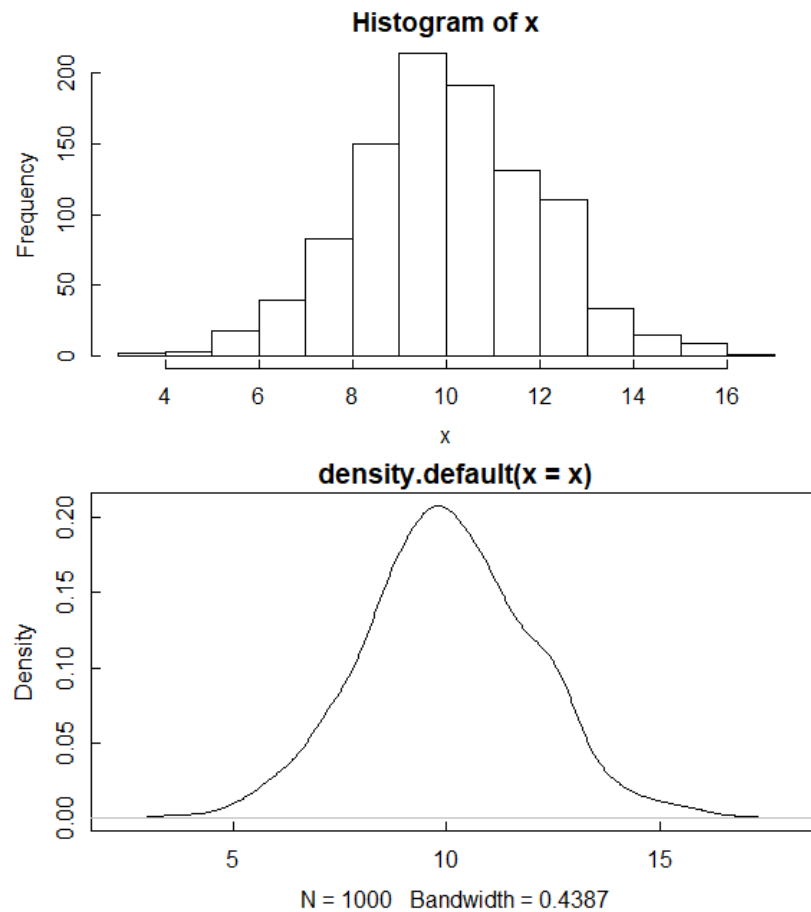 Histogram of x
Frequency
200
150
100
50
0
4 6 8 10 12 14 16
x
density.default(x = x)
Density
0.20
0.15
0.10
0.05
0.00
5 10 15
N = 1000 Bandwidth = 0.4387